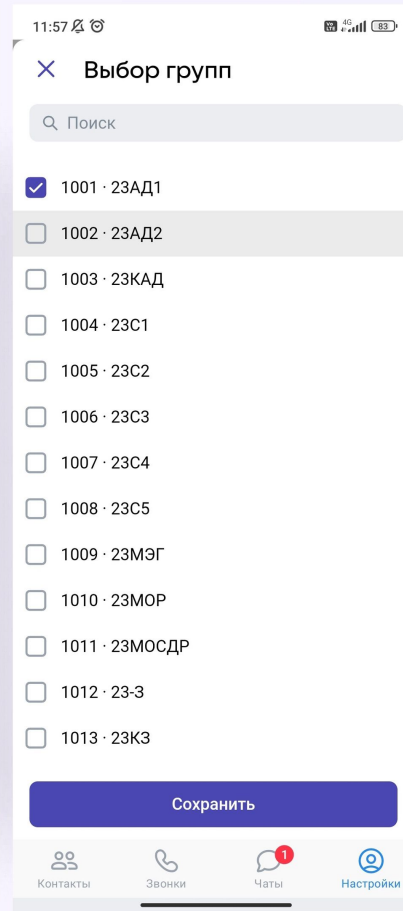 11:57
Vo LTE 4G 83
Выбор групп
Поиск
1001 · 23АД1
1002 · 23АД2
1003 · 23КАД
1004 · 23С1
1005 · 23С2
1006 · 23С3
1007 · 23С4
1008 · 23С5
1009 · 23МЭГ
1010 · 23МОР
1011 · 23МОСДР
1012 · 23-З
1013 · 23КЗ
Сохранить
1
Контакты Звонки Чаты Настройки